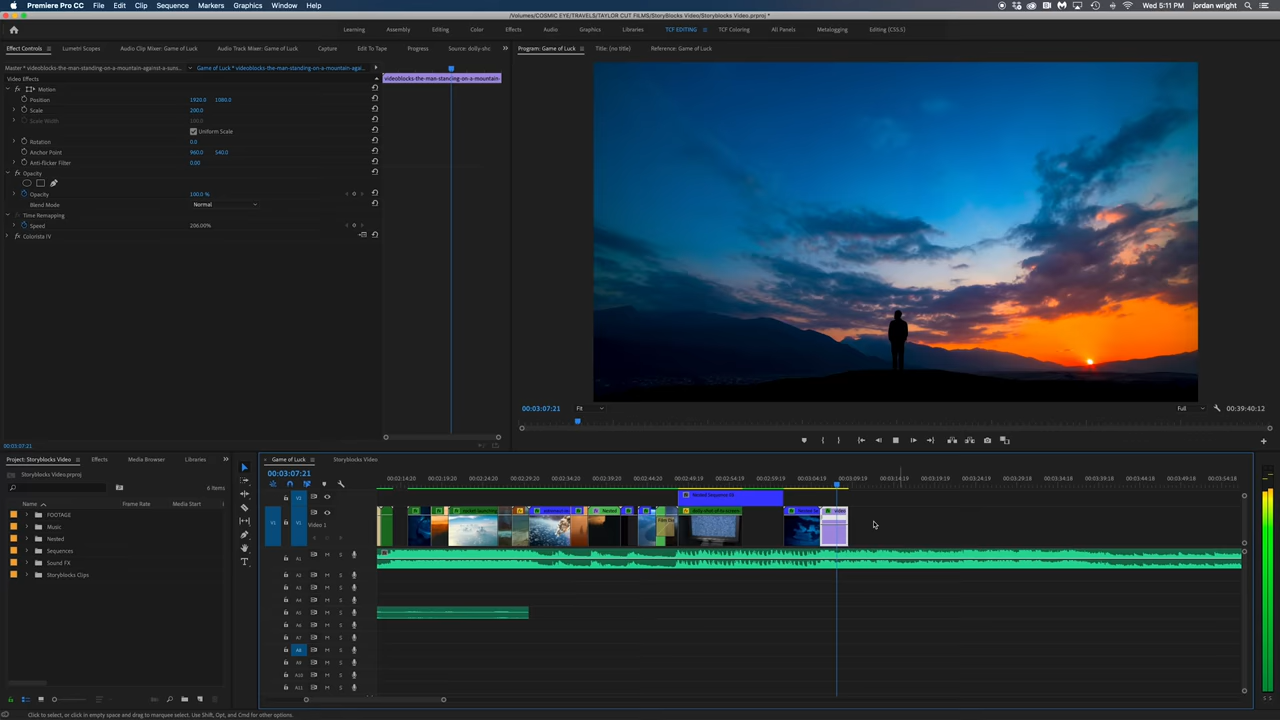 Premiere Pro CC File Edit Clip Sequence Markers Graphics Window Help Wed 5:11 PM jordan wright
/Volumes/COSMIC EYE/TRAVELS/TAYLOR CUT FILMS/StoryBlocks Video/Storyblocks Video.prproj *
Learning Assembly Editing Color Effects Audio Graphics Libraries TCF EDITING TCF Coloring All Panels Metalogging Editing (CS5.5)
Effect Controls Lumetri Scopes Audio Clip Mixer: Game of Luck Audio Track Mixer: Game of Luck Capture Edit To Tape Progress Source: dolly-sho Program: Game of Luck Title: (no title) Reference: Game of Luck
Master * videoblocks-the-man-standing-on-a-mountain-against-a-suns... Game of Luck * videoblocks-the-man-standing-on-a-mountain-agai...
Video Effects
videoblocks-the-man-standing-on-a-mountain-
fx Motion
Position 1920.0 1080.0
Scale 200.0
Scale Width 100.0
Uniform Scale
Rotation 0.0
Anchor Point 960.0 540.0
Anti-flicker Filter 0.00
fx Opacity
Opacity 100.0 %
Blend Mode Normal
Time Remapping
Speed 266.00%
fx Colorista IV
00:03:07:21 Fit Full 00:39:40:12
00:03:07:21
Project: Storyblocks Video Effects Media Browser Libraries
Storyblocks Video.prproj
6 Items
Name Frame Rate Media Start
FOOTAGE
Music
Nested
Sequences
Sound FX
Storyblocks Clips
Game of Luck Storyblocks Video
00:03:07:21
00:02:14:20 00:02:19:20 00:02:24:20 00:02:29:20 00:02:34:20 00:02:39:20 00:02:44:20 00:02:49:19 00:02:54:19 00:02:59:19 00:03:04:19 00:03:09:19 00:03:14:19 00:03:19:18 00:03:24:18 00:03:29:18 00:03:34:18 00:03:39:18 00:03:44:18 00:03:49:18 00:03:54:18
V2
V1 V1 Video 1
A1 M S
A2 M S
A3 M S
A4 M S
A5 M S
A6 M S
A7 M S
A8 M S
A9 M S
A10 M S
A11 M S
Click to select, or click in empty space and drag to marquee select. Use Shift, Opt, and Cmd for other options.